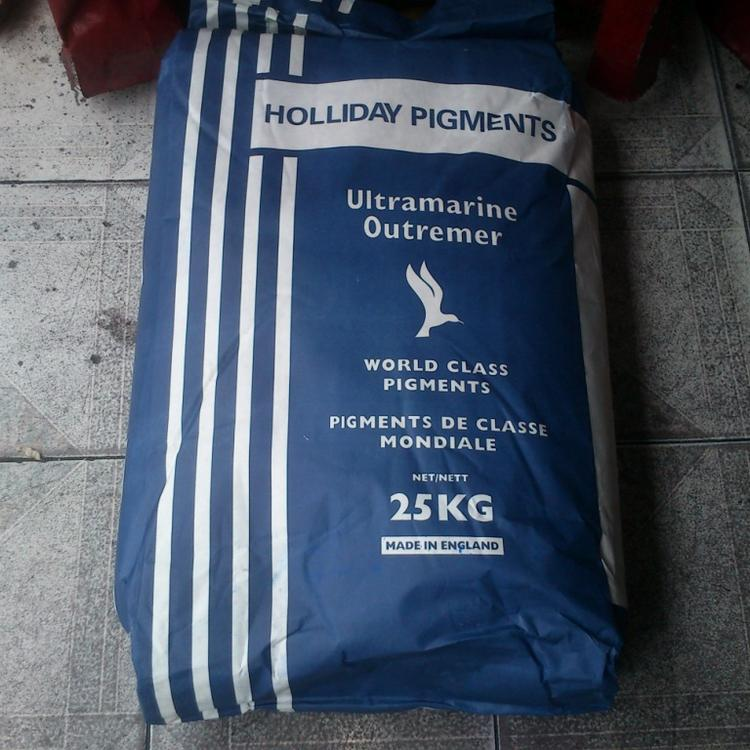 HOLLIDAY PIGMENTS
Ultramarine
Outremer
WORLD CLASS
PIGMENTS
PIGMENTS DE CLASSE
MONDIALE
NET/NETT
25KG
MADE IN ENGLAND